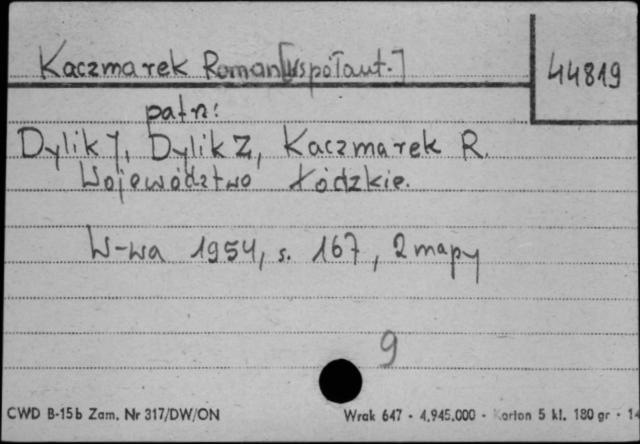 Kaczmarek Roman [współaut.]
44819
patrz:
Dylik J., Dylik Z., Kaczmarek R.
Województwo Łódzkie.
W-wa 1954, s. 167, 2 mapy
9
CWD B-15b Zam. Nr 317/DW/ON
Wrak 647 - 4.945.000 - Karton 5 kl. 180 gr - 14